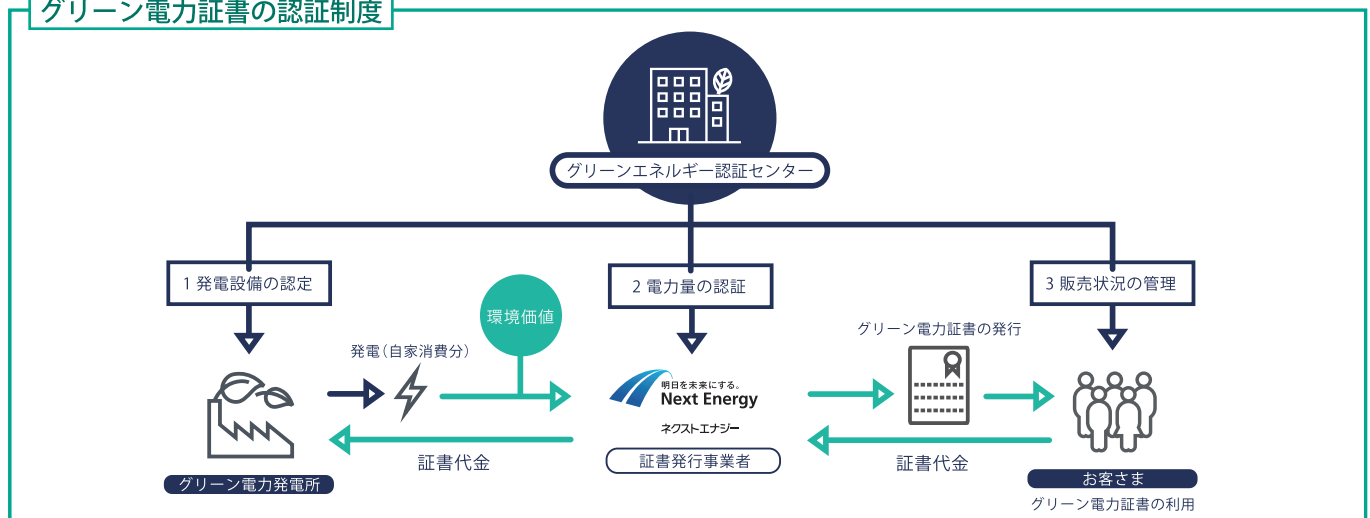 グリーン電力証書の認証制度
グリーンエネルギー認証センター
1 発電設備の認定
2 電力量の認証
3 販売状況の管理
環境価値
グリーン電力証書の発行
発電（自家消費分）
明日を未来にする。
Next Energy
ネクストエナジー
証書代金
証書発行事業者
証書代金
グリーン電力発電所
お客さま
グリーン電力証書の利用